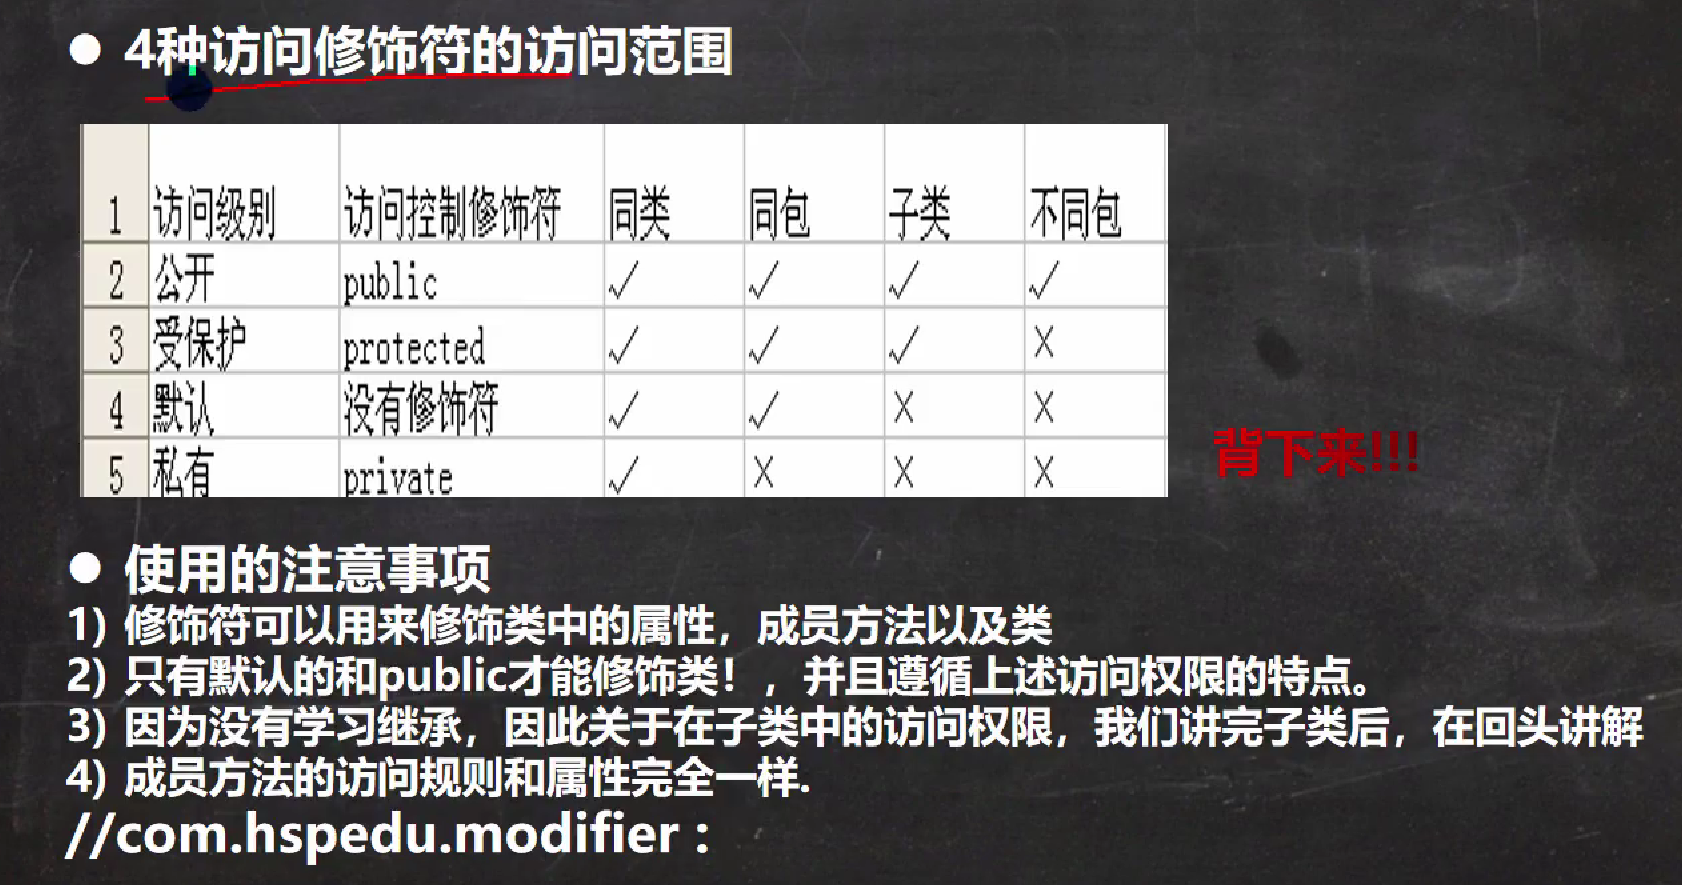 ● 4种访问修饰符的访问范围
1 访问级别 访问控制修饰符 同类 同包 子类 不同包
2 公开 public √ √ √ √
3 受保护 protected √ √ √ ×
4 默认 没有修饰符 √ √ × ×
5 私有 private √ × × ×
背下来!!!
● 使用的注意事项
1) 修饰符可以用来修饰类中的属性，成员方法以及类
2) 只有默认的和public才能修饰类！，并且遵循上述访问权限的特点。
3) 因为没有学习继承，因此关于在子类中的访问权限，我们讲完子类后，在回头讲解
4) 成员方法的访问规则和属性完全一样.
//com.hspedu.modifier :